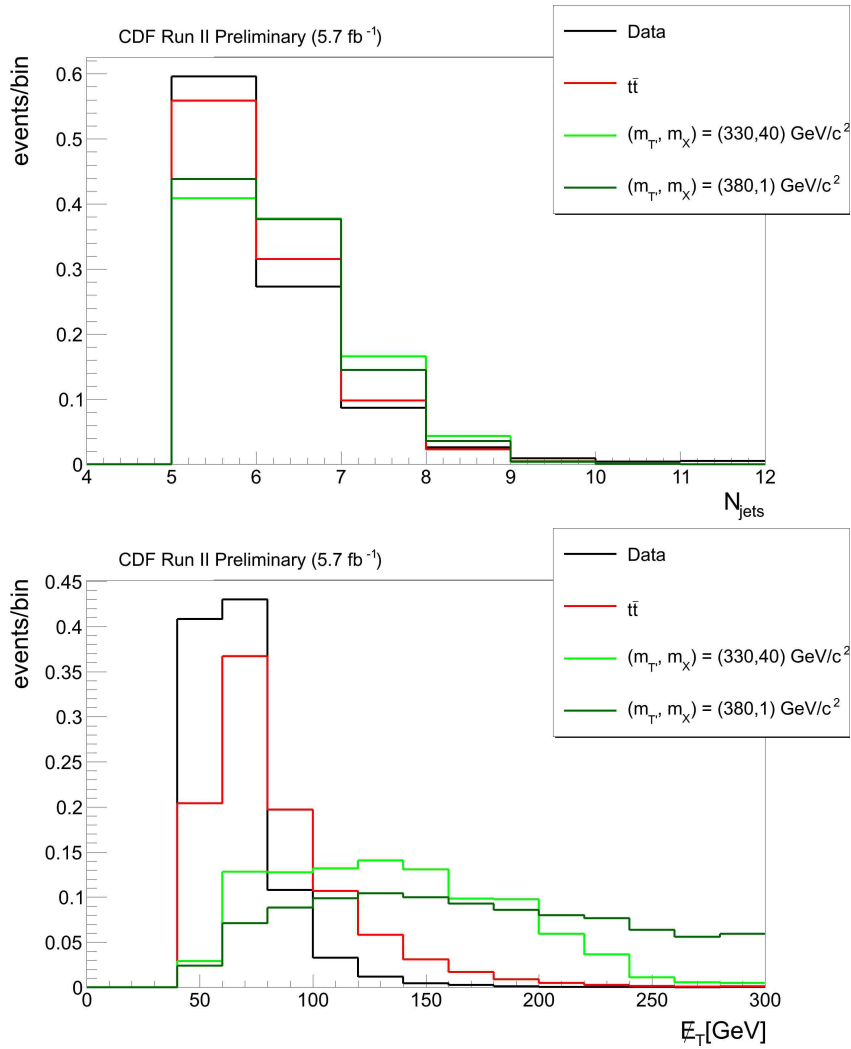 CDF Run II Preliminary (5.7 fb⁻¹)
events/bin
Data
tt̄
(m_T', m_X) = (330,40) GeV/c²
(m_T', m_X) = (380,1) GeV/c²
0.6
0.5
0.4
0.3
0.2
0.1
0
4 5 6 7 8 9 10 11 12
N_jets
CDF Run II Preliminary (5.7 fb⁻¹)
events/bin
Data
tt̄
(m_T', m_X) = (330,40) GeV/c²
(m_T', m_X) = (380,1) GeV/c²
0.45
0.4
0.35
0.3
0.25
0.2
0.15
0.1
0.05
0
0 50 100 150 200 250 300
E̸_T[GeV]